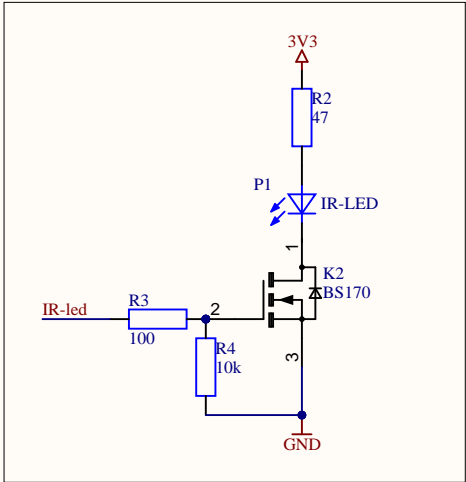 3V3
R2
47
P1
IR-LED
1
K2
BS170
IR-led
R3
100
2
R4
10k
3
GND